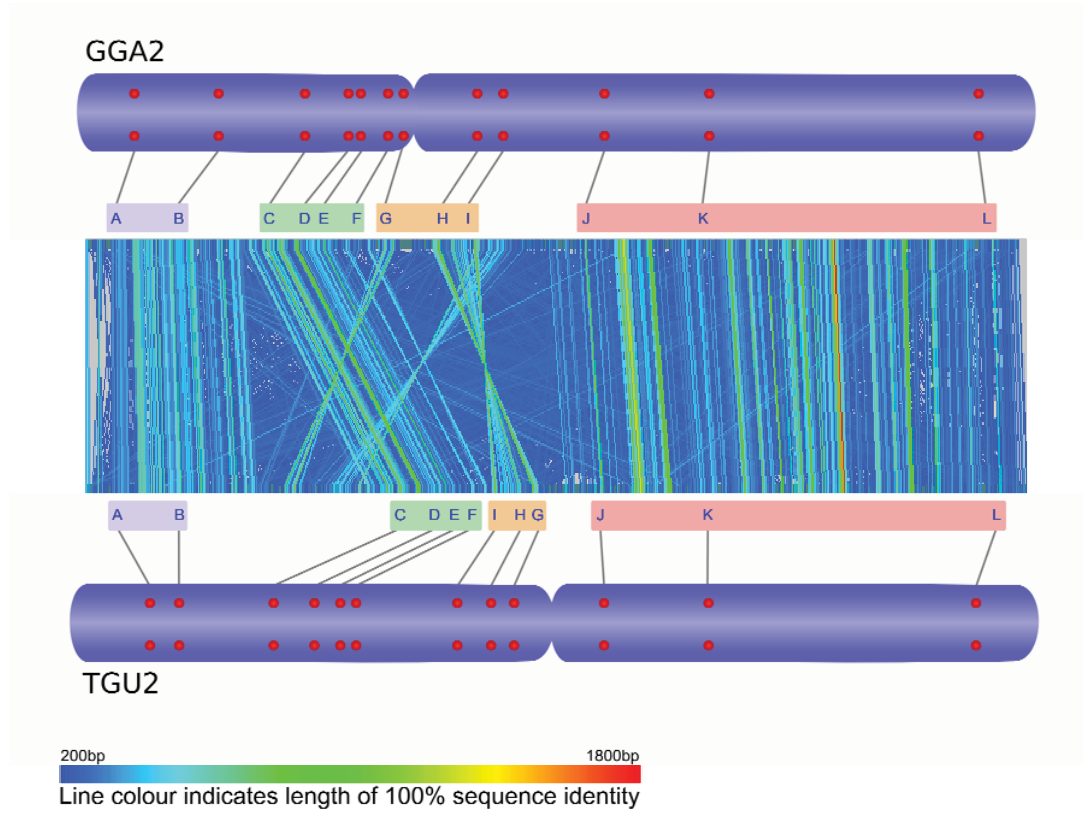 GGA2
A B C D E F G H I J K L
A B C D E F I H G J K L
TGU2
200bp 1800bp
Line colour indicates length of 100% sequence identity